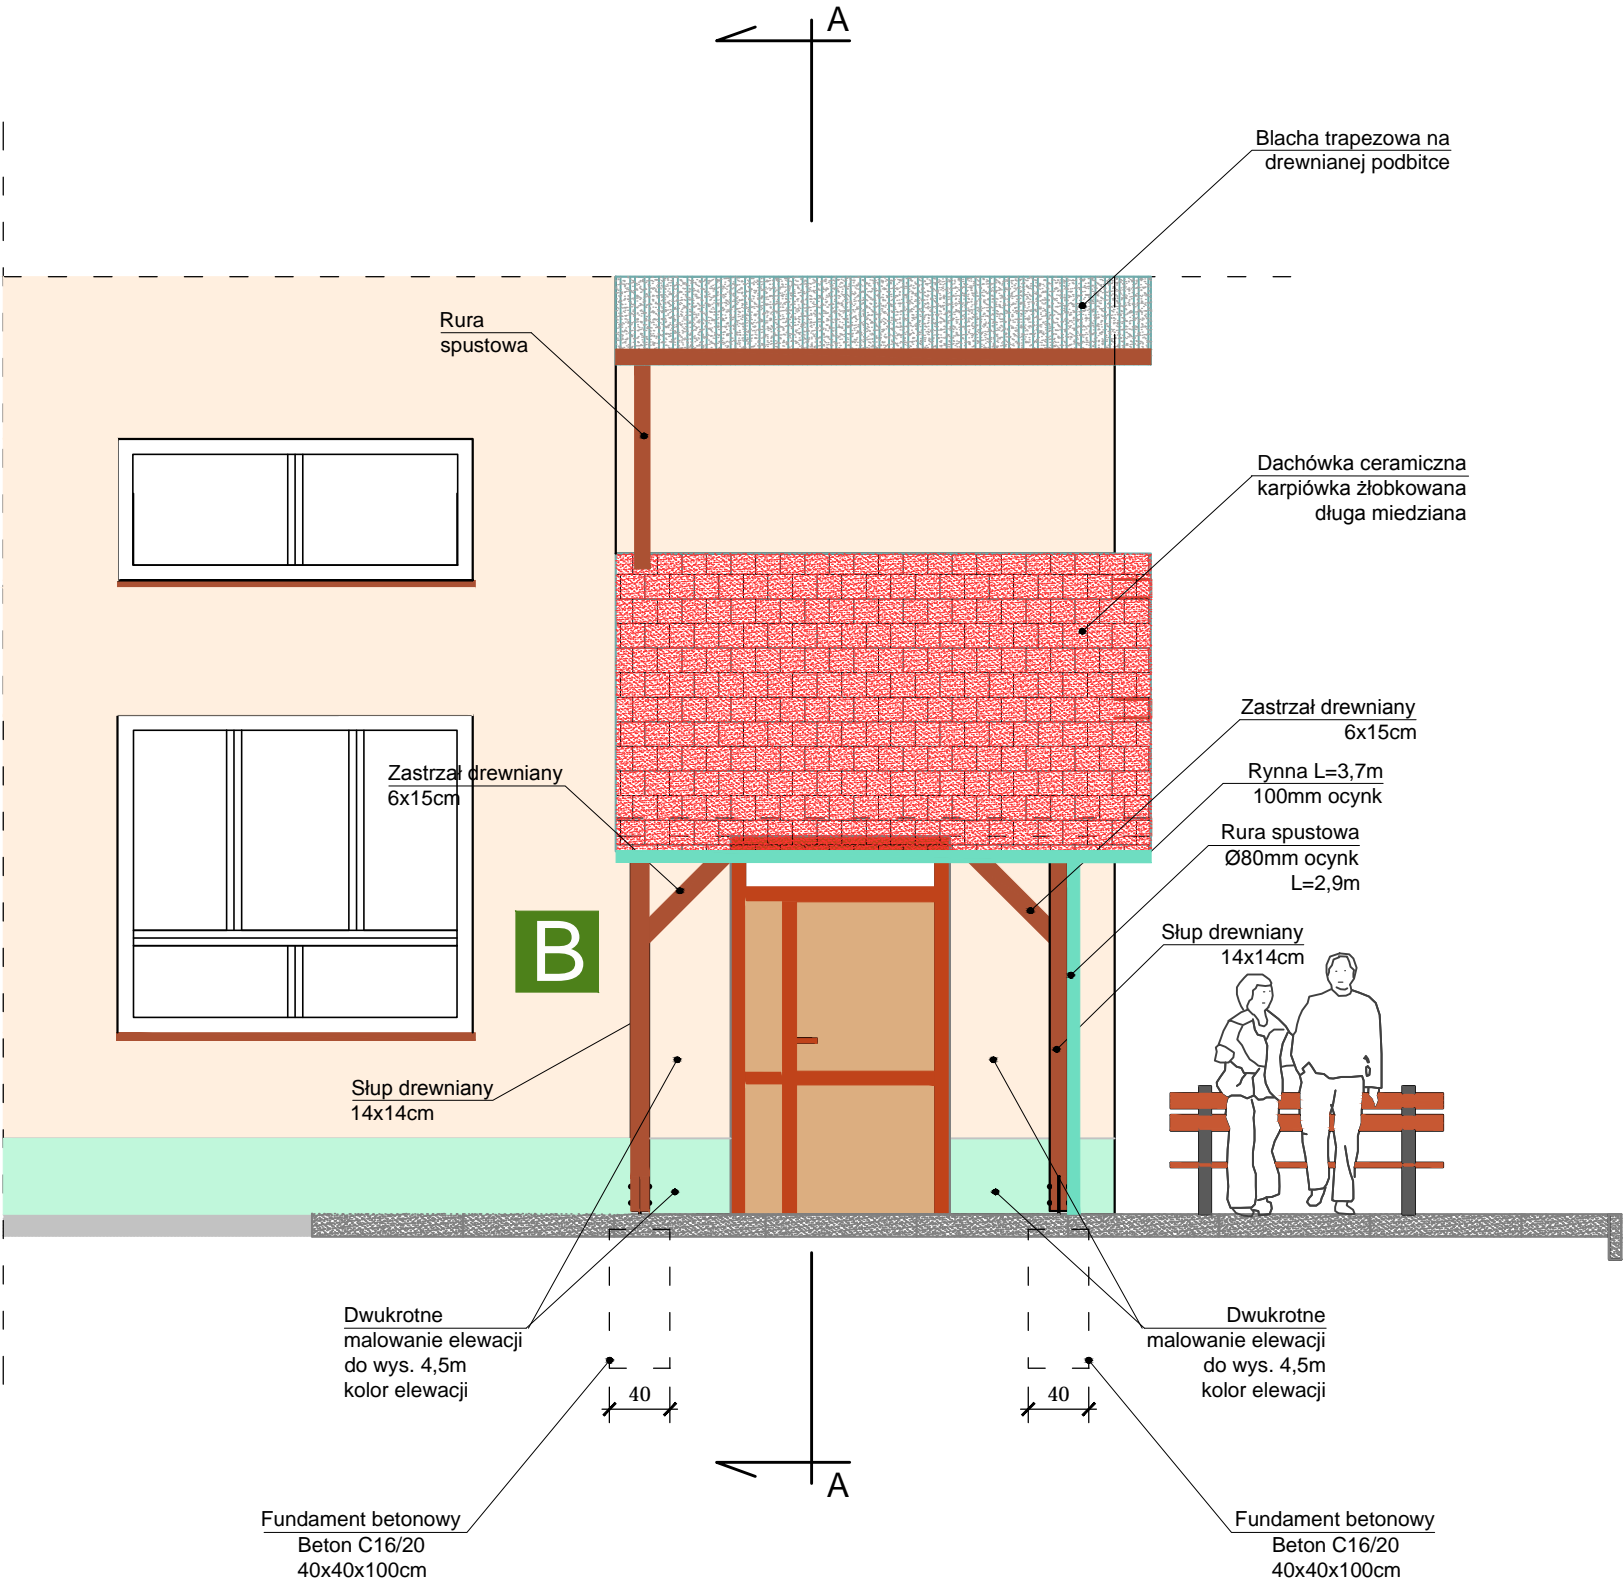 A
Blacha trapezowa na
drewnianej podbitce
Rura
spustowa
Dachówka ceramiczna
karpiówka żłobkowana
długa miedziana
Zastrzał drewniany
6x15cm
Zastrzał drewniany
6x15cm
Rynna L=3,7m
100mm ocynk
Rura spustowa
Ø80mm ocynk
L=2,9m
Słup drewniany
14x14cm
B
Słup drewniany
14x14cm
Dwukrotne
malowanie elewacji
do wys. 4,5m
kolor elewacji
40
40
Dwukrotne
malowanie elewacji
do wys. 4,5m
kolor elewacji
A
Fundament betonowy
Beton C16/20
40x40x100cm
Fundament betonowy
Beton C16/20
40x40x100cm